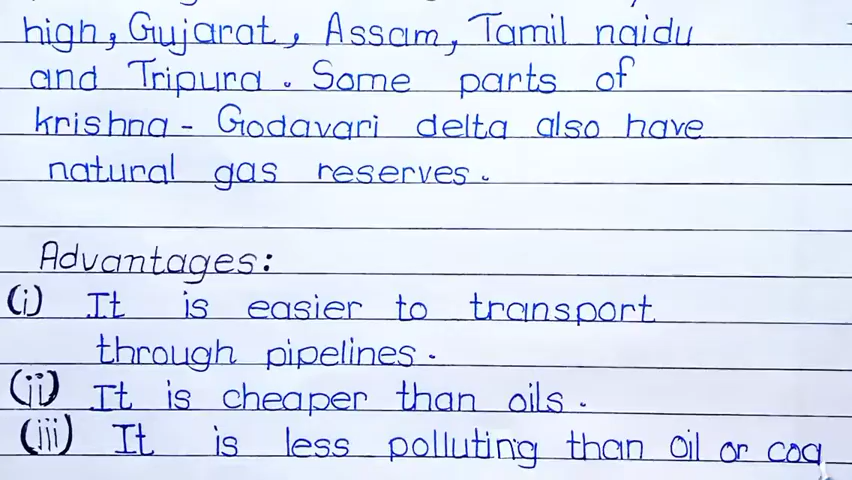 high, Gujarat, Assam, Tamil naidu
and Tripura. Some parts of
krishna - Godavari delta also have
natural gas reserves.
Advantages:
(i) It is easier to transport
through pipelines.
(ii) It is cheaper than oils.
(iii) It is less polluting than oil or coa